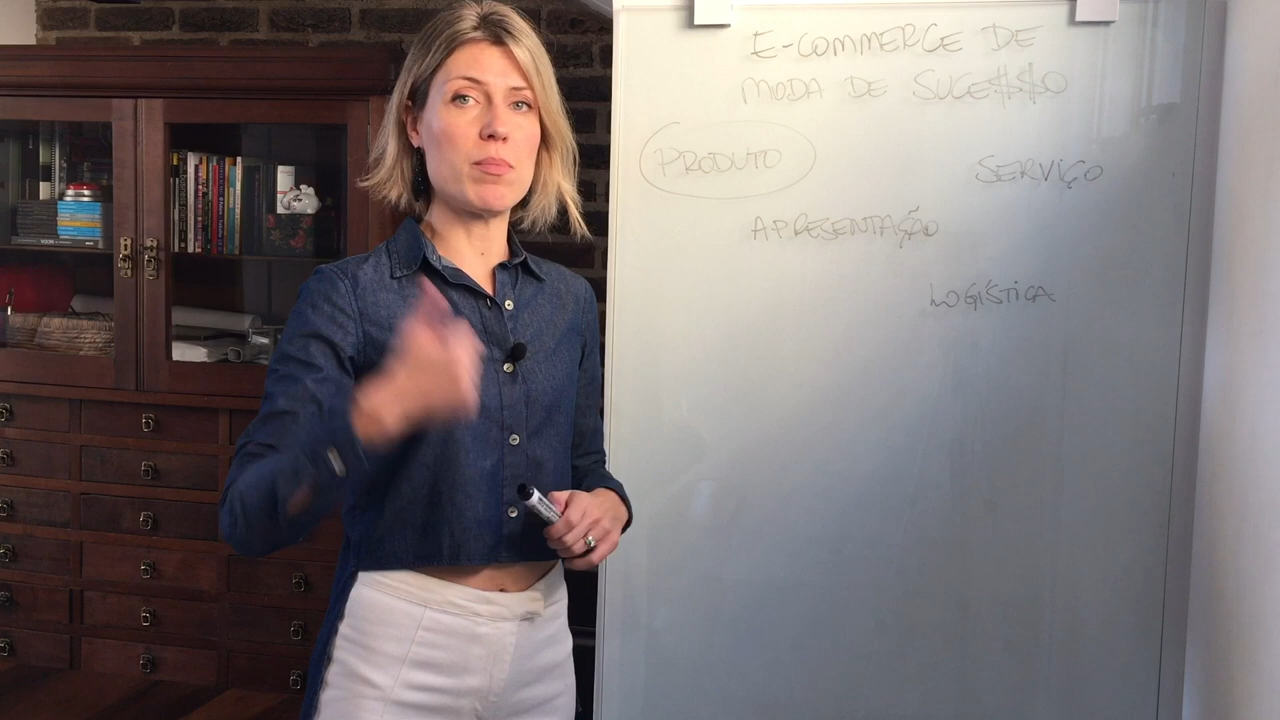 E-COMMERCE DE
MODA DE SUCE$$O
PRODUTO
SERVIÇO
APRESENTAÇÃO
LOGÍSTICA